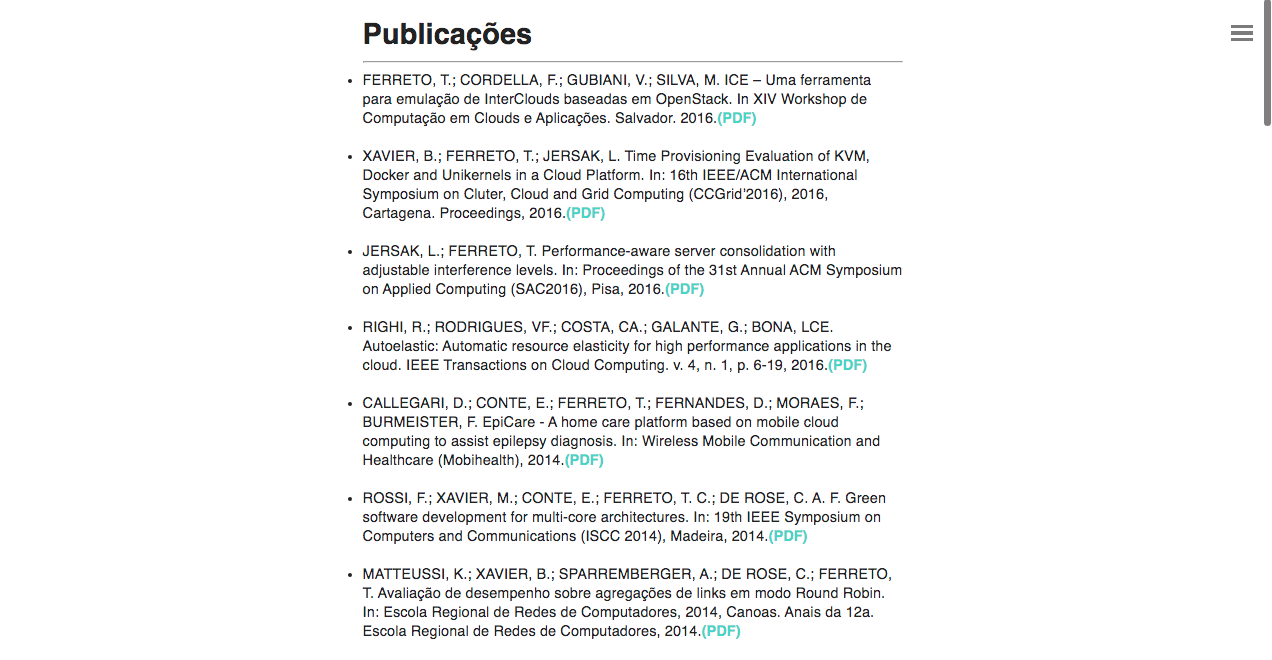 Publicações
FERRETO, T.; CORDELLA, F.; GUBIANI, V.; SILVA, M. ICE – Uma ferramenta
para emulação de InterClouds baseadas em OpenStack. In XIV Workshop de
Computação em Clouds e Aplicações. Salvador. 2016.(PDF)
XAVIER, B.; FERRETO, T.; JERSAK, L. Time Provisioning Evaluation of KVM,
Docker and Unikernels in a Cloud Platform. In: 16th IEEE/ACM International
Symposium on Cluter, Cloud and Grid Computing (CCGrid'2016), 2016,
Cartagena. Proceedings, 2016.(PDF)
JERSAK, L.; FERRETO, T. Performance-aware server consolidation with
adjustable interference levels. In: Proceedings of the 31st Annual ACM Symposium
on Applied Computing (SAC2016), Pisa, 2016.(PDF)
RIGHI, R.; RODRIGUES, VF.; COSTA, CA.; GALANTE, G.; BONA, LCE.
Autoelastic: Automatic resource elasticity for high performance applications in the
cloud. IEEE Transactions on Cloud Computing. v. 4, n. 1, p. 6-19, 2016.(PDF)
CALLEGARI, D.; CONTE, E.; FERRETO, T.; FERNANDES, D.; MORAES, F.;
BURMEISTER, F. EpiCare - A home care platform based on mobile cloud
computing to assist epilepsy diagnosis. In: Wireless Mobile Communication and
Healthcare (Mobihealth), 2014.(PDF)
ROSSI, F.; XAVIER, M.; CONTE, E.; FERRETO, T. C.; DE ROSE, C. A. F. Green
software development for multi-core architectures. In: 19th IEEE Symposium on
Computers and Communications (ISCC 2014), Madeira, 2014.(PDF)
MATTEUSSI, K.; XAVIER, B.; SPARREMBERGER, A.; DE ROSE, C.; FERRETO,
T. Avaliação de desempenho sobre agregações de links em modo Round Robin.
In: Escola Regional de Redes de Computadores, 2014, Canoas. Anais da 12a.
Escola Regional de Redes de Computadores, 2014.(PDF)